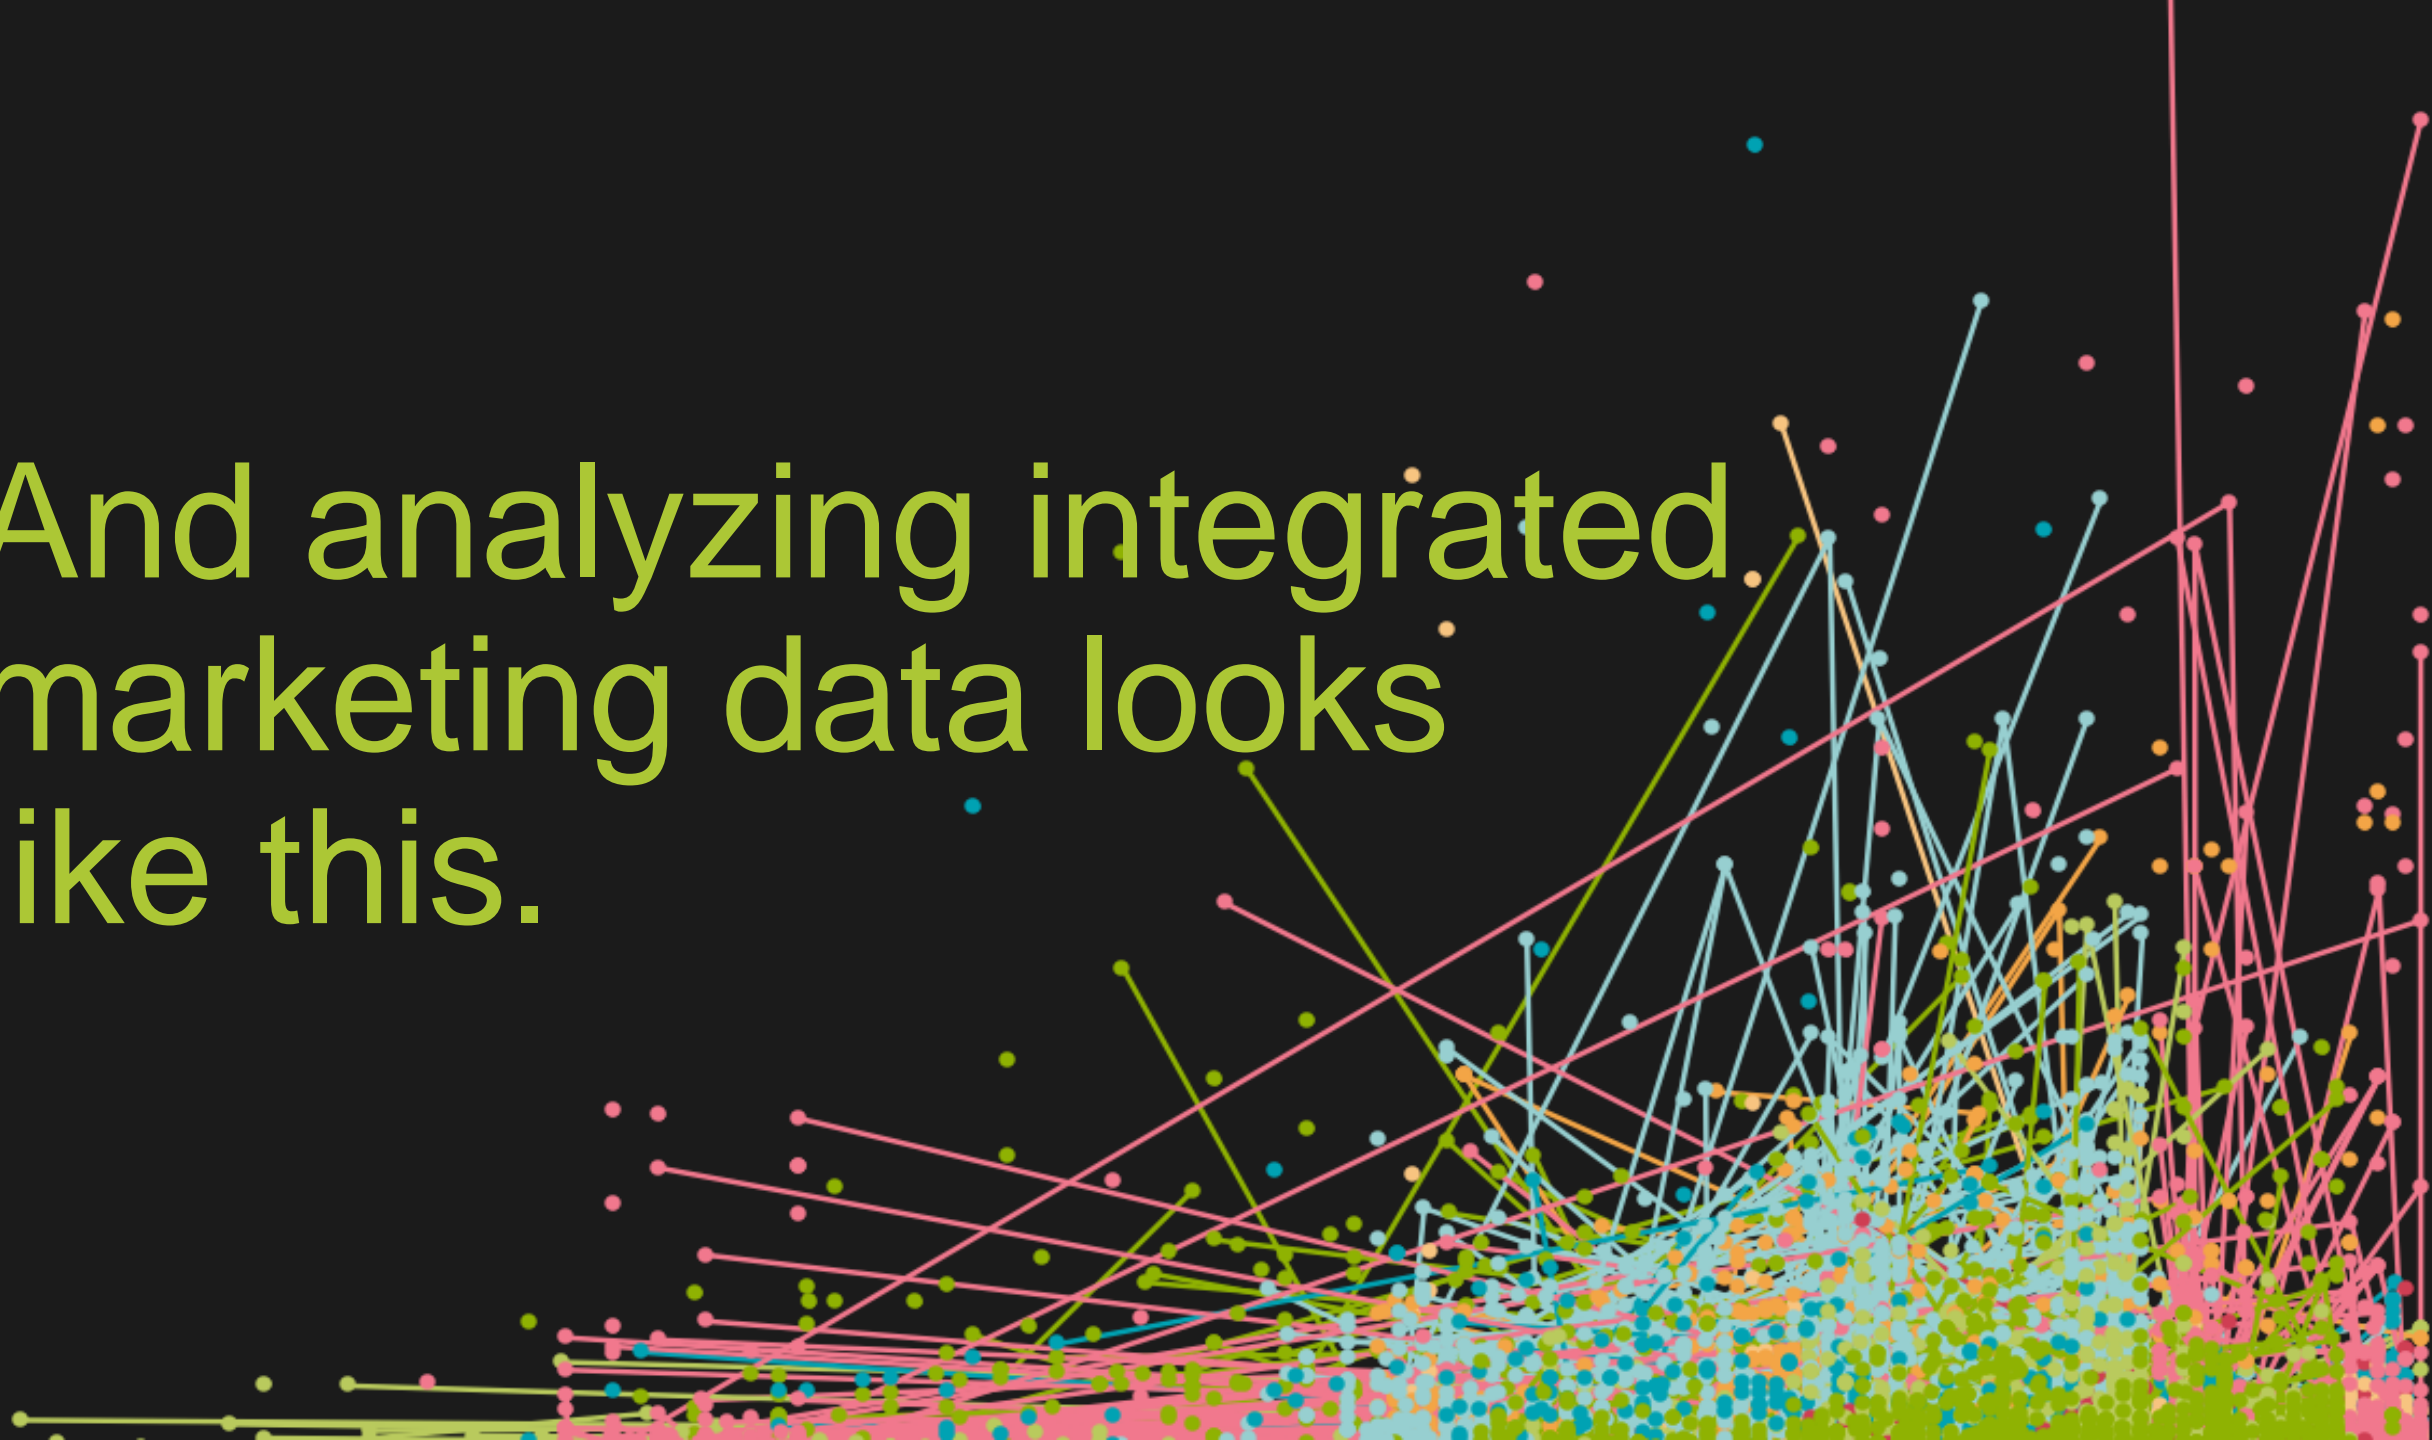 And analyzing integrated
marketing data looks
ike this.